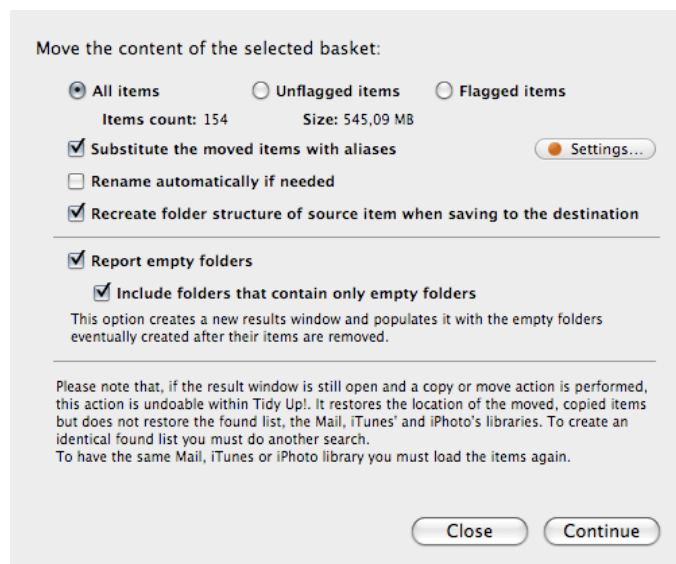 Move the content of the selected basket:
All items Unflagged items Flagged items
Items count: 154 Size: 545,09 MB
Substitute the moved items with aliases Settings...
Rename automatically if needed
Recreate folder structure of source item when saving to the destination
Report empty folders
Include folders that contain only empty folders
This option creates a new results window and populates it with the empty folders
eventually created after their items are removed.
Please note that, if the result window is still open and a copy or move action is performed,
this action is undoable within Tidy Up!. It restores the location of the moved, copied items
but does not restore the found list, the Mail, iTunes' and iPhoto's libraries. To create an
identical found list you must do another search.
To have the same Mail, iTunes or iPhoto library you must load the items again.
Close Continue